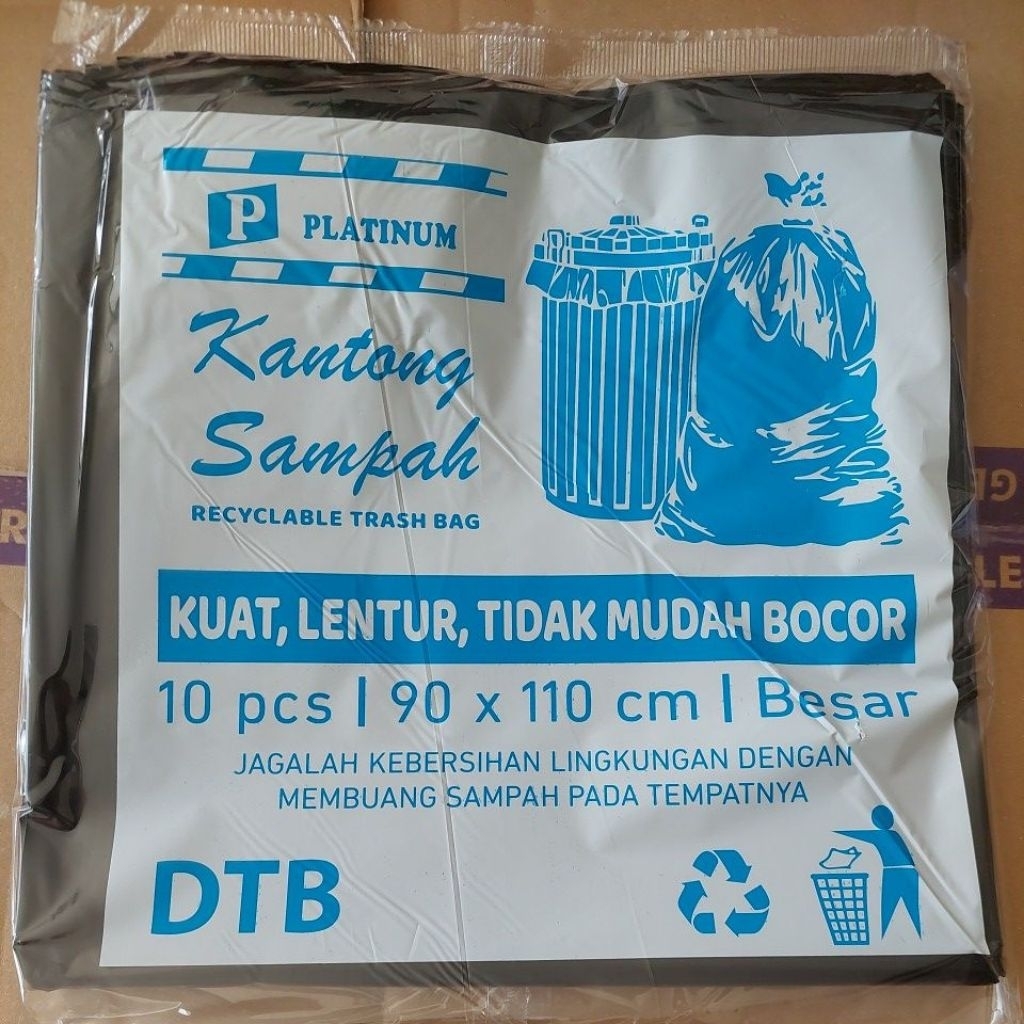 P PLATINUM
Kantong
Sampah
RECYCLABLE TRASH BAG
KUAT, LENTUR, TIDAK MUDAH BOCOR
10 pcs | 90 x 110 cm | Besar
JAGALAH KEBERSIHAN LINGKUNGAN DENGAN
MEMBUANG SAMPAH PADA TEMPATNYA
DTB